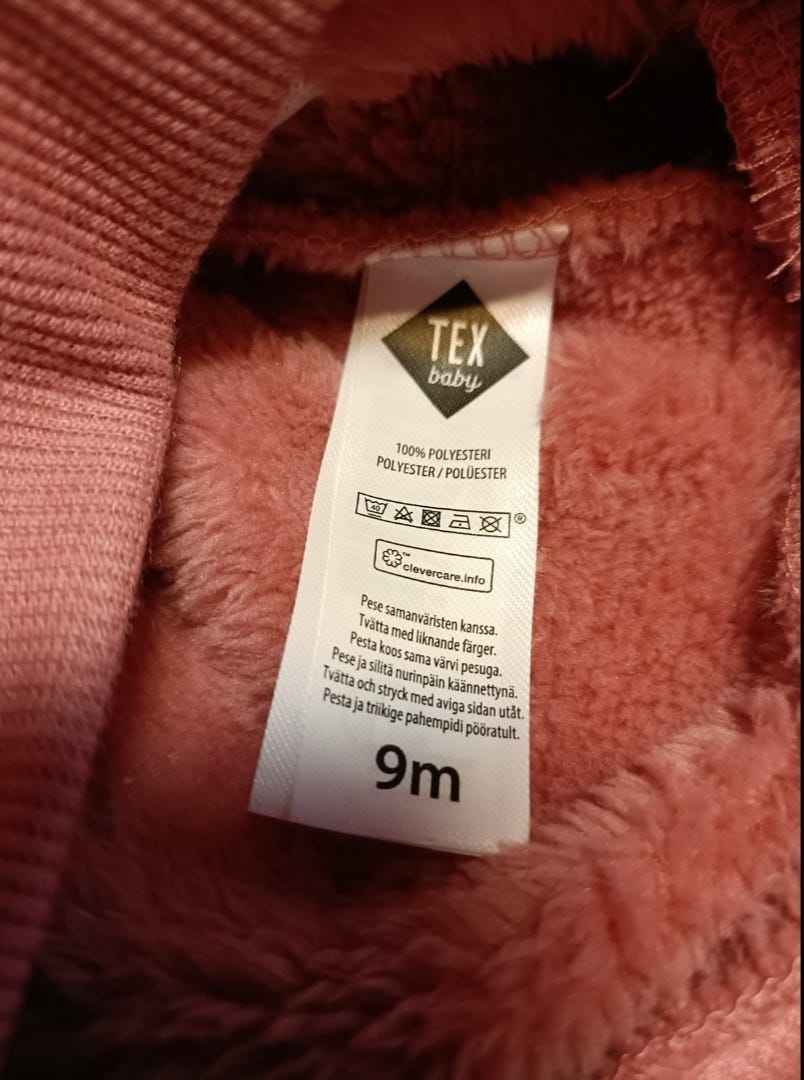 TEX
baby
100% POLYESTERI
POLYESTER / POLÜESTER
40 ®
™ clevercare.info
Pese samanväristen kanssa.
Tvätta med liknande färger.
Pesta koos sama värvi pesuga.
Pese ja silitä nurinpäin käännettynä.
Tvätta och stryck med aviga sidan utåt.
Pesta ja triikige pahempidi pööratult.
9m